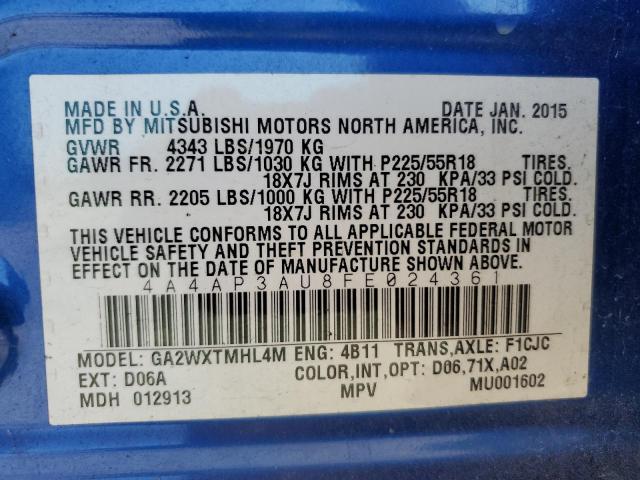 MADE IN U.S.A. DATE JAN. 2015
MFD BY MITSUBISHI MOTORS NORTH AMERICA, INC.
GVWR 4343 LBS/1970 KG
GAWR FR. 2271 LBS/1030 KG WITH P225/55R18 TIRES.
18X7J RIMS AT 230 KPA/33 PSI COLD.
GAWR RR. 2205 LBS/1000 KG WITH P225/55R18 TIRES.
18X7J RIMS AT 230 KPA/33 PSI COLD.
THIS VEHICLE CONFORMS TO ALL APPLICABLE FEDERAL MOTOR
VEHICLE SAFETY AND THEFT PREVENTION STANDARDS IN
EFFECT ON THE DATE OF MANUFACTURE SHOWN ABOVE.
4A4AP3AU8FE024361
MODEL: GA2WXTMHL4M ENG: 4B11 TRANS,AXLE: F1CJC
EXT: D06A COLOR,INT,OPT: D06,71X,A02
MDH 012913 MPV MU001602